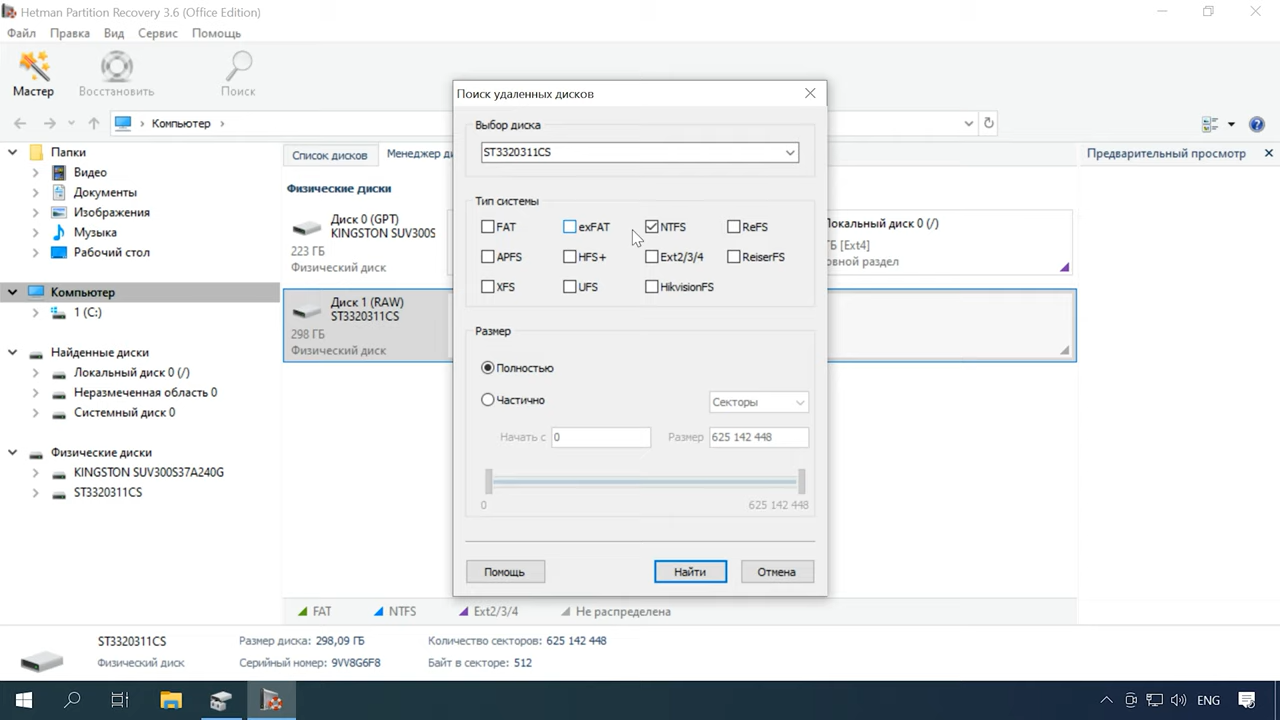 Hetman Partition Recovery 3.6 (Office Edition)
Файл Правка Вид Сервис Помощь
Мастер Восстановить Поиск
Компьютер
Папки
Видео
Документы
Изображения
Музыка
Рабочий стол
Компьютер
1 (C:)
Найденные диски
Локальный диск 0 (/)
Неразмеченная область 0
Системный диск 0
Физические диски
KINGSTON SUV300S37A240G
ST3320311CS
Список дисков Менеджер ди
Физические диски
Диск 0 (GPT)
KINGSTON SUV300S
223 ГБ
Физический диск
Локальный диск 0 (/)
ТБ [Ext4]
вной раздел
Диск 1 (RAW)
ST3320311CS
298 ГБ
Физический диск
Поиск удаленных дисков
Выбор диска
ST3320311CS
Тип системы
FAT exFAT NTFS ReFS
APFS HFS+ Ext2/3/4 ReiserFS
XFS UFS HikvisionFS
Размер
Полностью
Частично Секторы
Начать с 0 Размер 625 142 448
0 625 142 448
Помощь Найти Отмена
Предварительный просмотр
FAT NTFS Ext2/3/4 Не распределена
ST3320311CS Размер диска: 298,09 ГБ Количество секторов: 625 142 448
Физический диск Серийный номер: 9VV8G6F8 Байт в секторе: 512
ENG